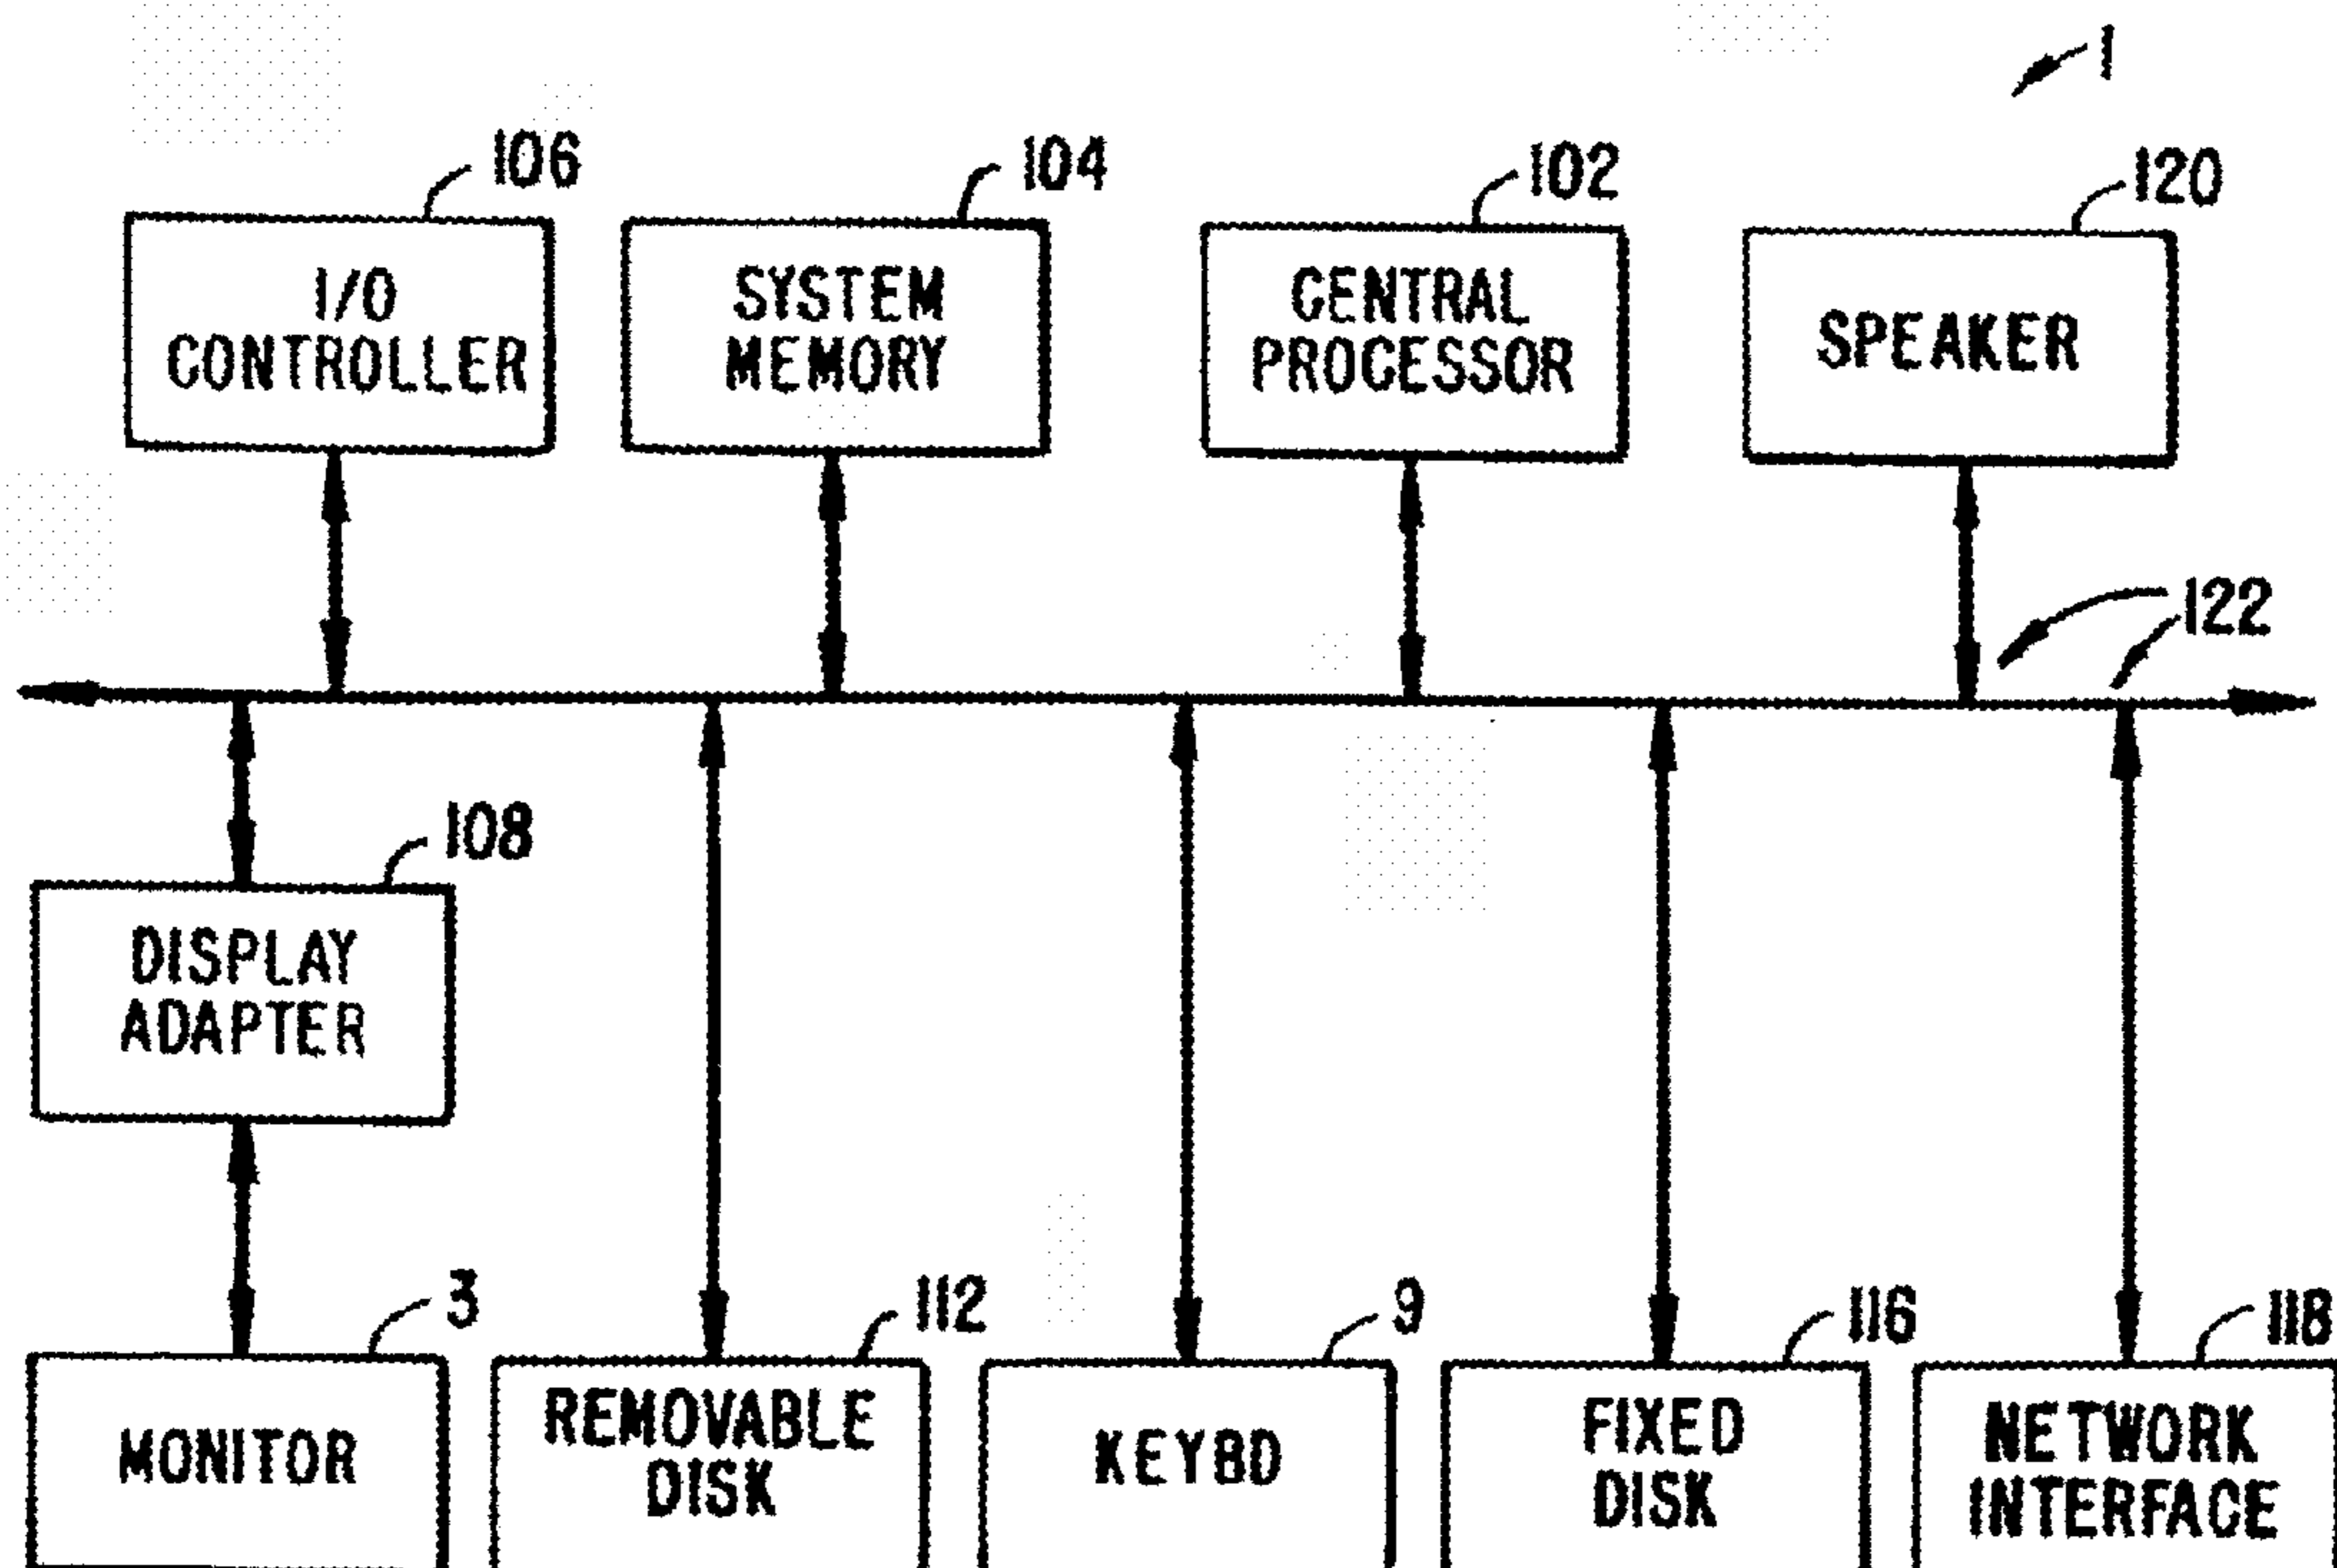 1
106
104
102
120
I/O
CONTROLLER
SYSTEM
MEMORY
CENTRAL
PROCESSOR
SPEAKER
122
108
DISPLAY
ADAPTER
3
112
9
116
118
MONITOR
REMOVABLE
DISK
KEYBD
FIXED
DISK
NETWORK
INTERFACE